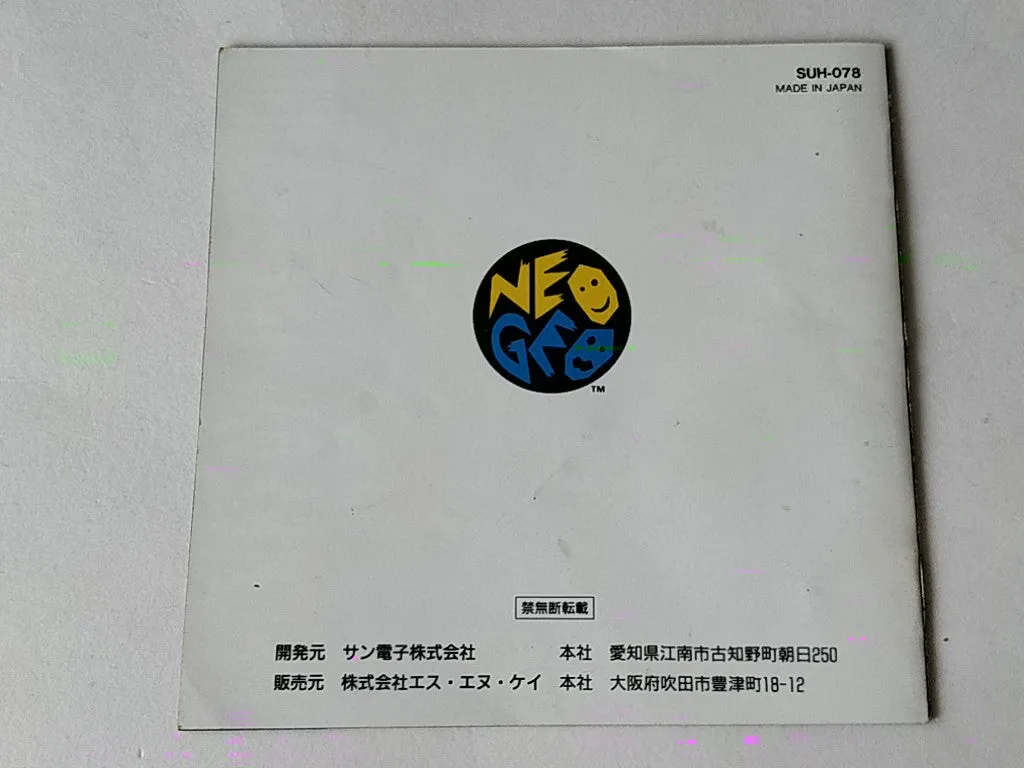 SUH-078
MADE IN JAPAN
NEO
GEO
TM
禁無断転載
開発元 サン電子株式会社 本社 愛知県江南市古知野町朝日250
販売元 株式会社エス・エヌ・ケイ 本社 大阪府吹田市豊津町18-12